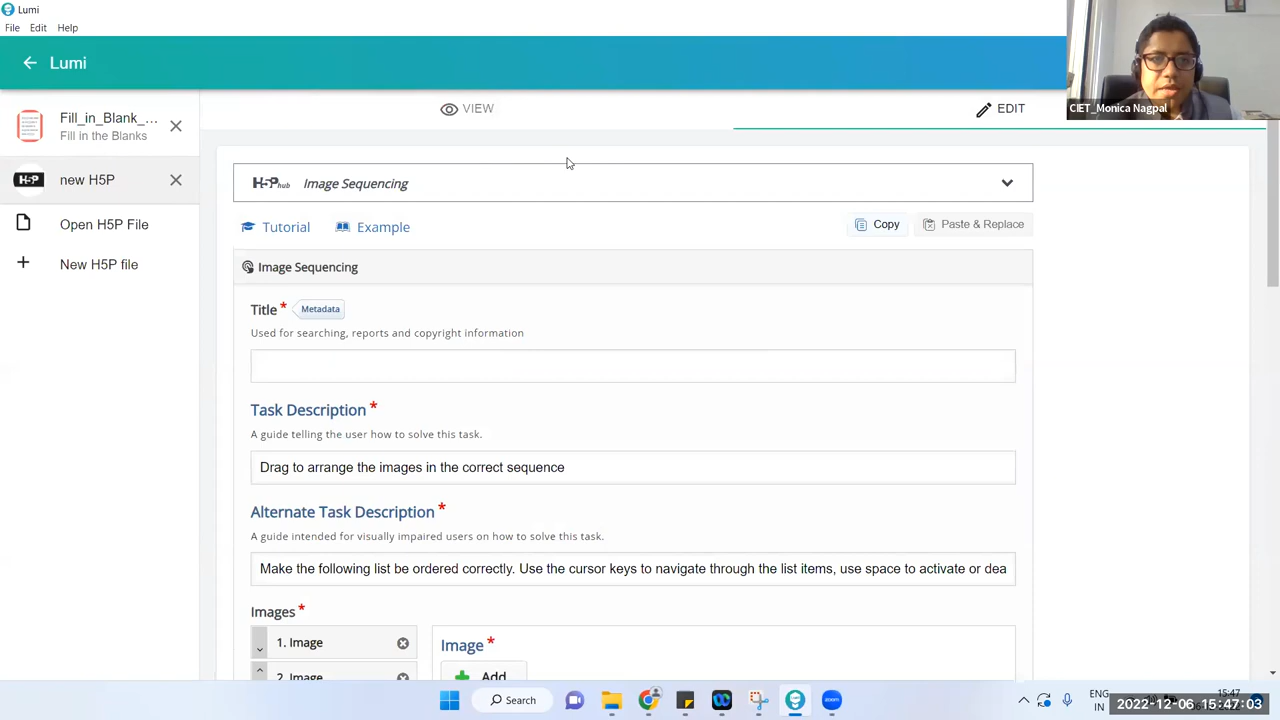 Lumi
File Edit Help
Lumi
CIET_Monica Nagpal
Fill_in_Blank_...
Fill in the Blanks
VIEW
EDIT
H5P new H5P
H5P hub Image Sequencing
Open H5P File
Tutorial Example Copy Paste & Replace
New H5P file
Image Sequencing
Title * Metadata
Used for searching, reports and copyright information
Task Description *
A guide telling the user how to solve this task.
Drag to arrange the images in the correct sequence
Alternate Task Description *
A guide intended for visually impaired users on how to solve this task.
Make the following list be ordered correctly. Use the cursor keys to navigate through the list items, use space to activate or dea
Images *
1. Image
Image *
2. Image
Add
Search
zoom
ENG
IN
15:47
2022-12-06 15:47:03